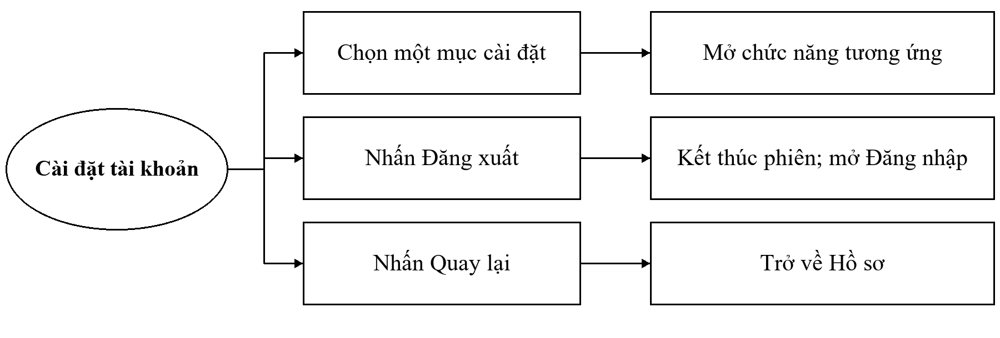 Cài đặt tài khoản
Chọn một mục cài đặt
Mở chức năng tương ứng
Nhấn Đăng xuất
Kết thúc phiên; mở Đăng nhập
Nhấn Quay lại
Trở về Hồ sơ